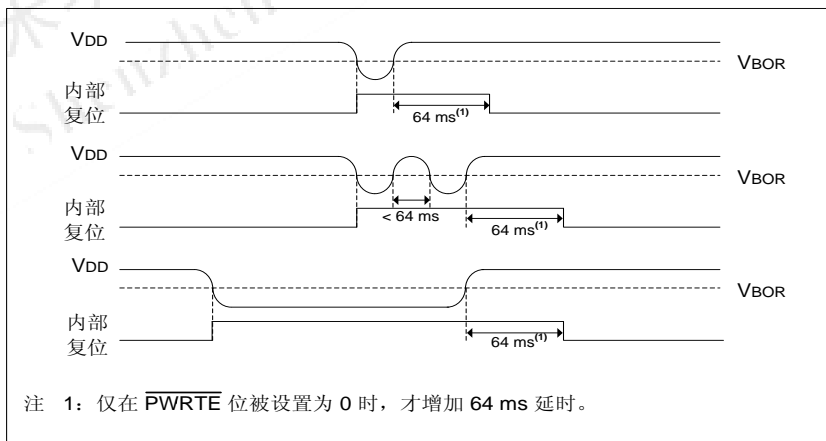 VDD
VBOR
内部
复位
64 ms(1)
VDD
VBOR
内部
复位
< 64 ms
64 ms(1)
VDD
VBOR
内部
复位
64 ms(1)
注 1：仅在 PWRTE 位被设置为 0 时，才增加 64 ms 延时。